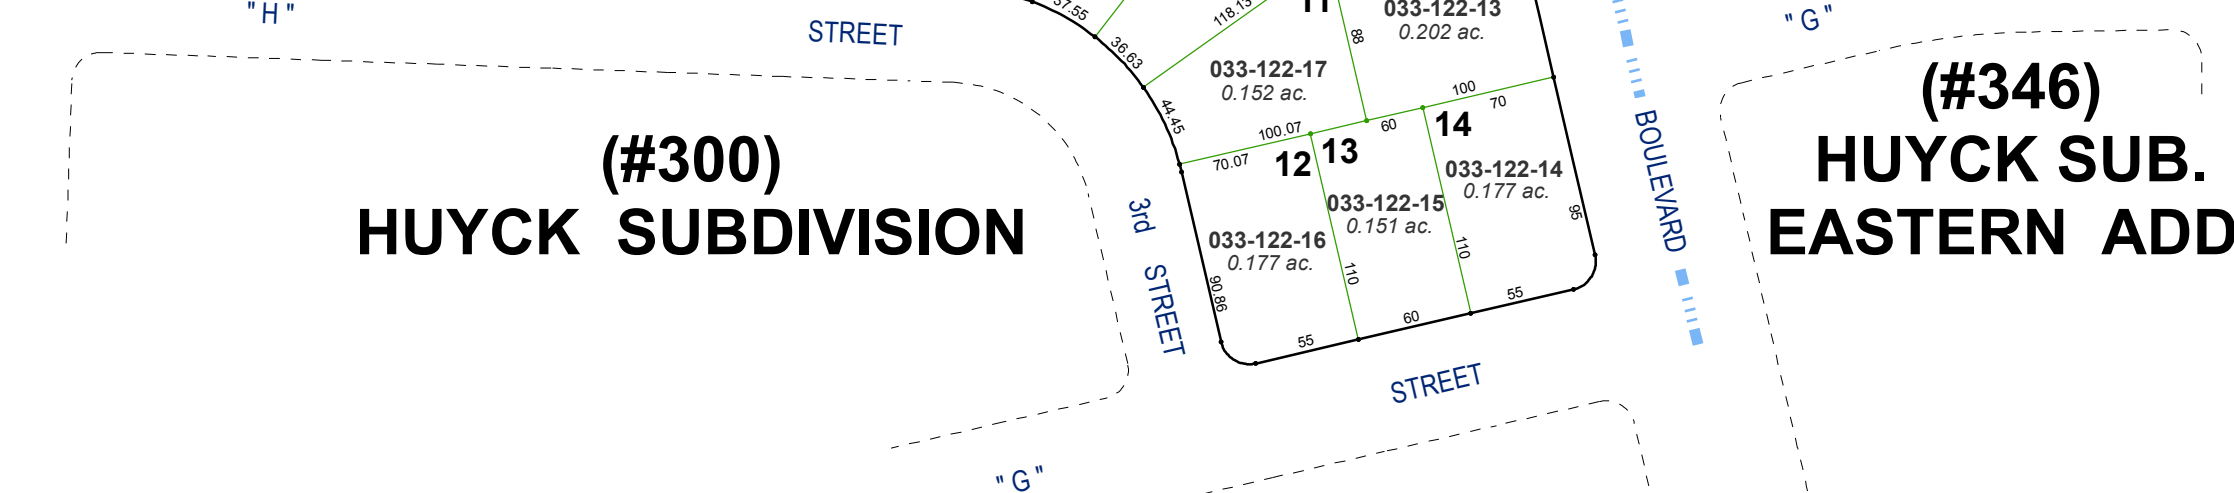 "H"
STREET
57.55
36.63
44.45
118.13
11
88
033-122-13
0.202 ac.
"G"
033-122-17
0.152 ac.
100
70
100.07
70.07
60
12
13
14
(#300)
HUYCK SUBDIVISION
(#346)
HUYCK SUB.
EASTERN ADD
BOULEVARD
3rd STREET
033-122-14
0.177 ac.
033-122-15
0.151 ac.
033-122-16
0.177 ac.
95
110
110
90.86
55
60
55
STREET
"G"